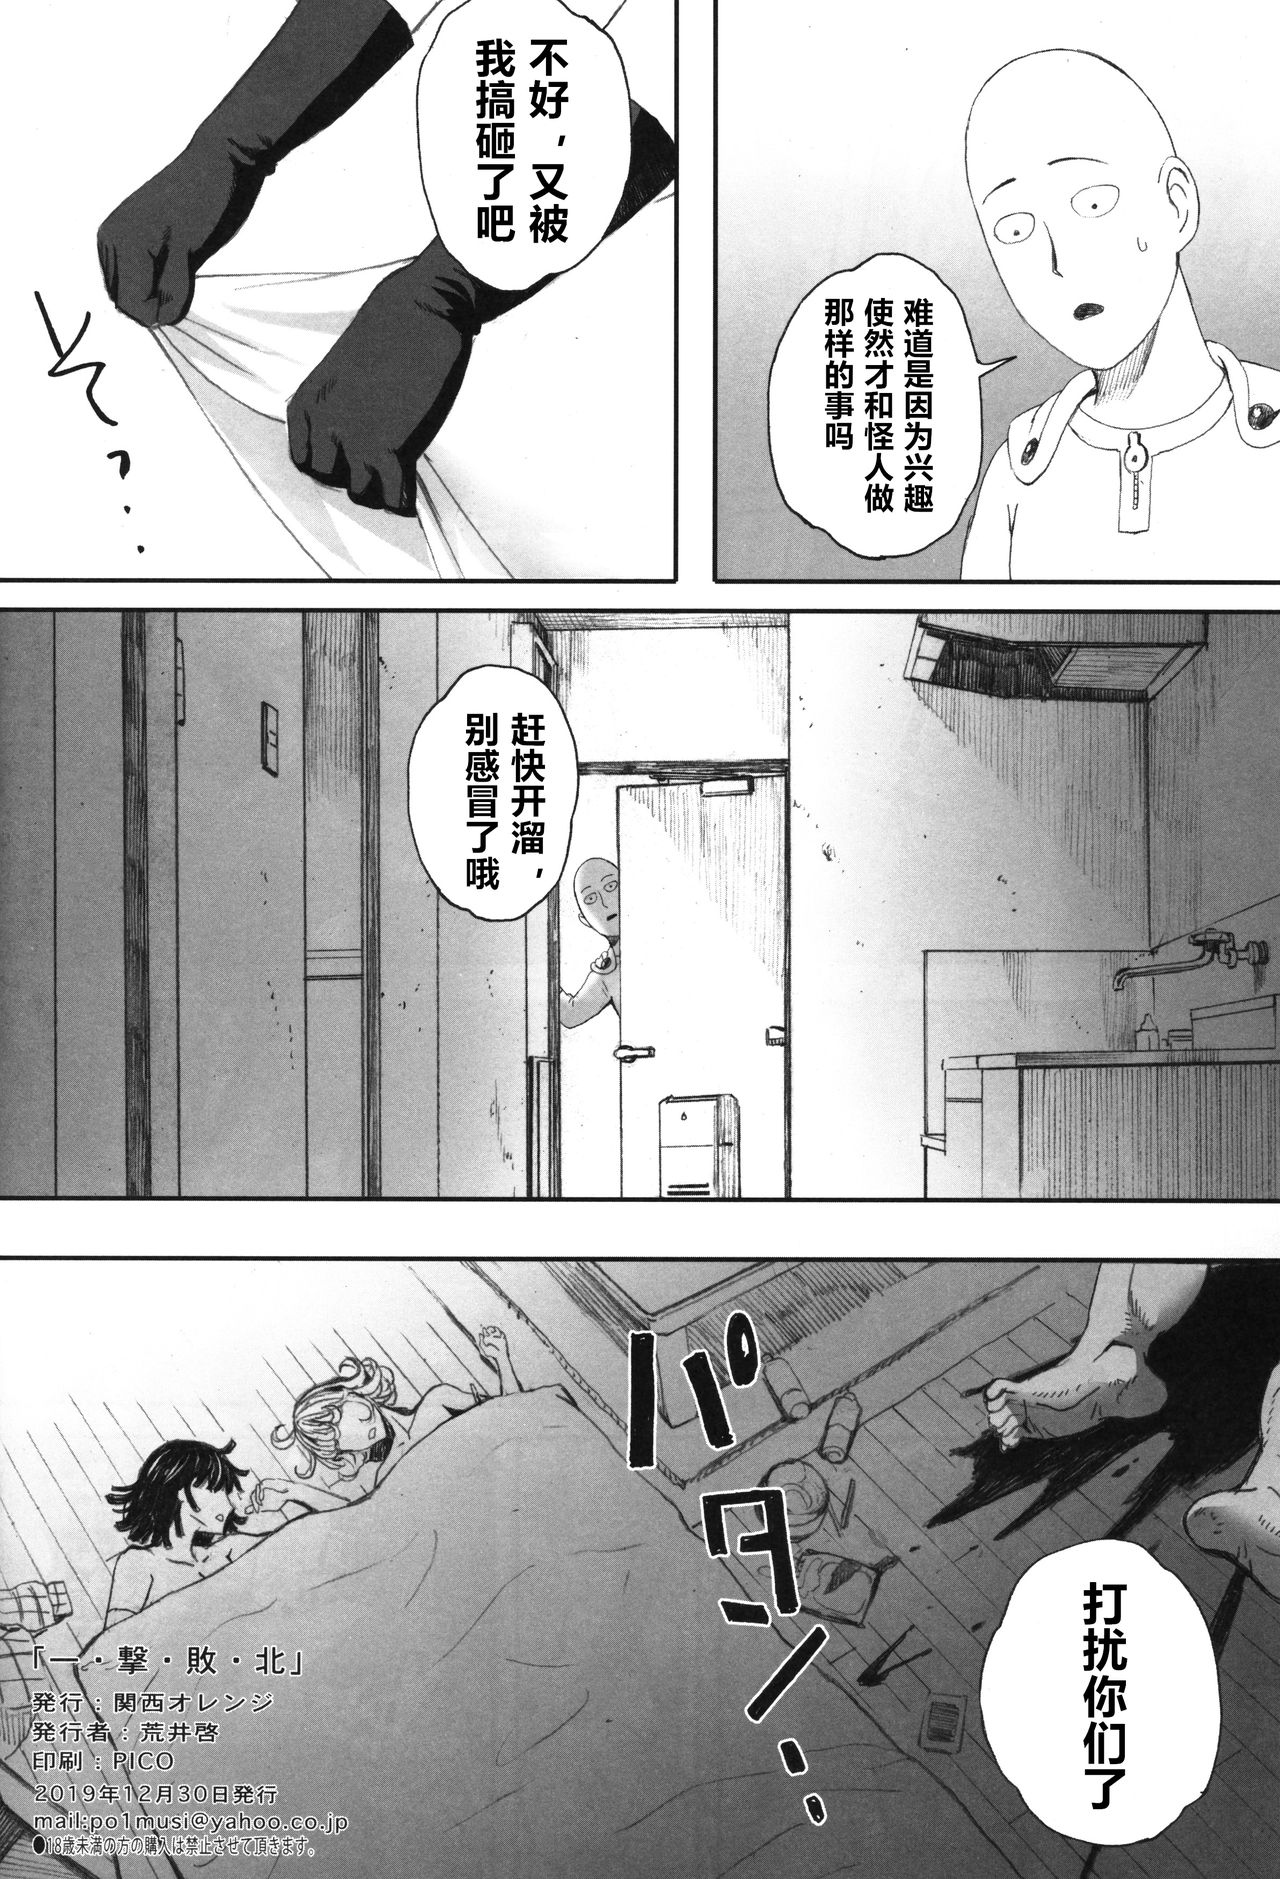 难道是因为兴趣
使然才和怪人做
那样的事吗
不好，又被
我搞砸了吧
そ…
赶快开溜，
别感冒了哦
パタン…
打扰你们了
「一・撃・敗・北」
発行：関西オレンジ
発行者：荒井啓
印刷：PICO
2019年12月30日発行
mail:po1musi@yahoo.co.jp
●18歳未満の方の購入は禁止させて頂きます。